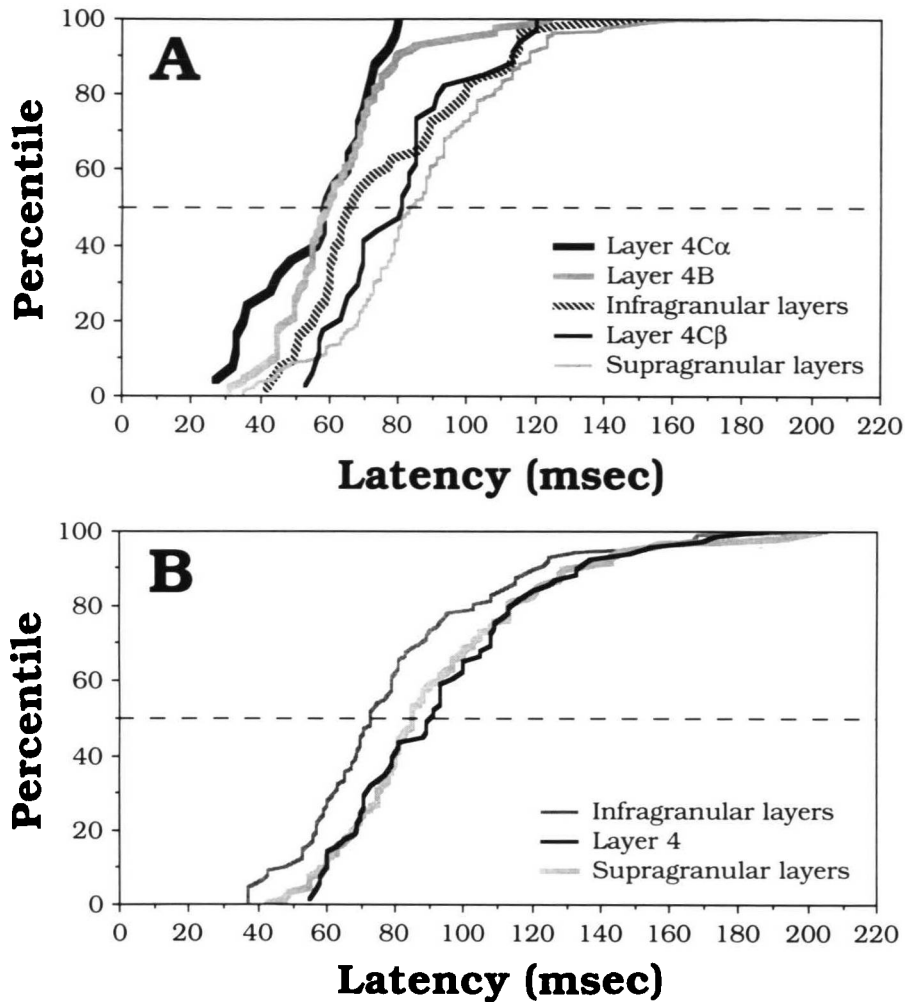 A
Percentile
100
80
60
40
20
0
Layer 4Cα
Layer 4B
Infragranular layers
Layer 4Cβ
Supragranular layers
0 20 40 60 80 100 120 140 160 180 200 220
Latency (msec)
B
Percentile
100
80
60
40
20
0
Infragranular layers
Layer 4
Supragranular layers
0 20 40 60 80 100 120 140 160 180 200 220
Latency (msec)